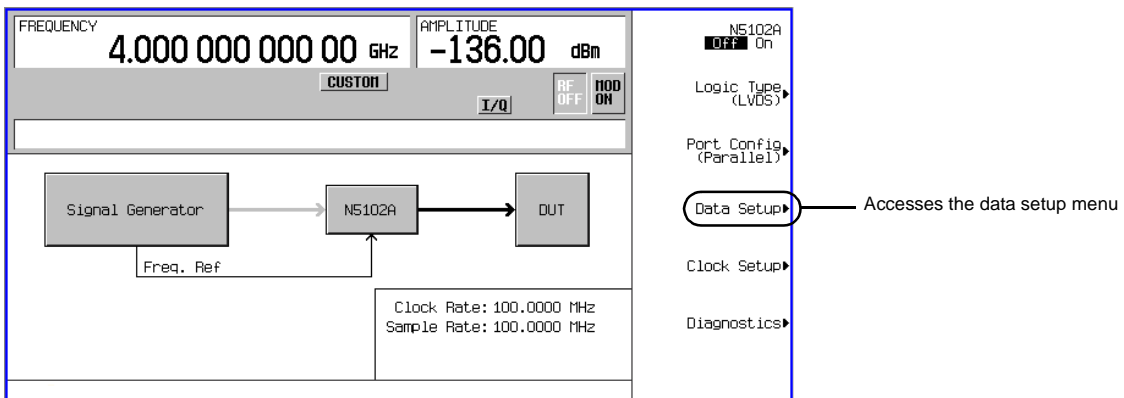 FREQUENCY
4.000 000 000 00 GHz
AMPLITUDE
-136.00 dBm
CUSTOM
I/Q
RF
OFF
MOD
ON
Signal Generator
N5102A
DUT
Freq. Ref
Clock Rate: 100.0000 MHz
Sample Rate: 100.0000 MHz
N5102A
Off On
Logic Type
(LVDS)
Port Config
(Parallel)
Data Setup
Accesses the data setup menu
Clock Setup
Diagnostics